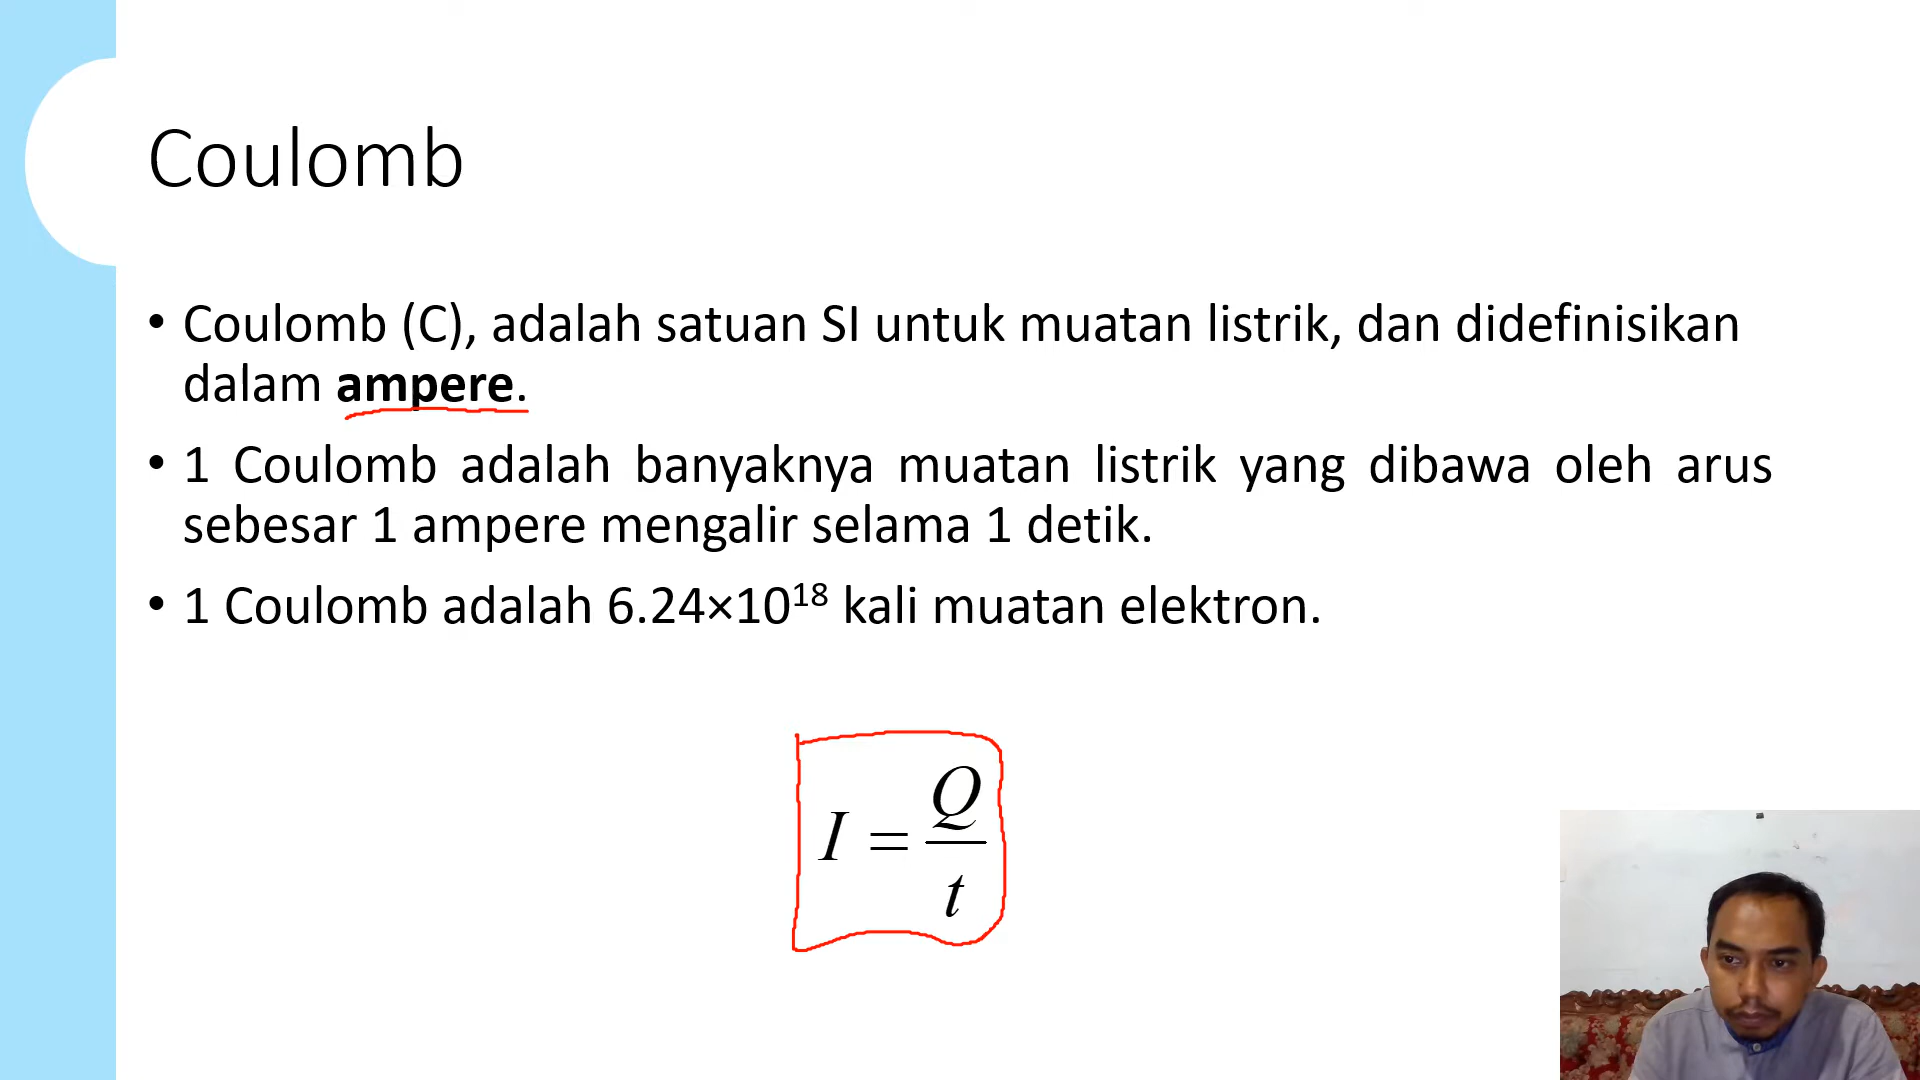 Coulomb
• Coulomb (C), adalah satuan SI untuk muatan listrik, dan didefinisikan
dalam ampere.
• 1 Coulomb adalah banyaknya muatan listrik yang dibawa oleh arus
sebesar 1 ampere mengalir selama 1 detik.
• 1 Coulomb adalah 6.24×10¹⁸ kali muatan elektron.
I = Q/t